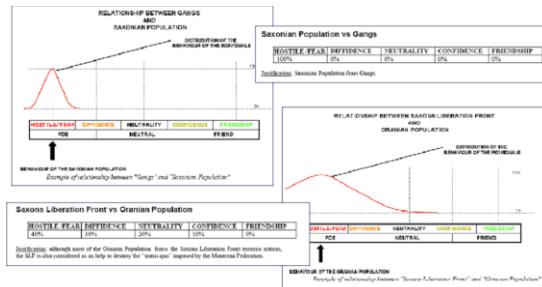 RELATIONSHIP BETWEEN GANGS
AND
SAXONIAN POPULATION
DISTRIBUTION OF THE
BEHAVIOUR OF THE INDIVIDUALS
0%
HOSTILE/FEAR DIFFIDENCE NEUTRALITY CONFIDENCE FRIENDSHIP
FOE NEUTRAL FRIEND
BEHAVIOUR OF THE SAXONIAN POPULATION
Example of relationship between "Gangs" and "Saxonian Population"
Saxonian Population vs Gangs
HOSTILE /FEAR DIFFIDENCE NEUTRALITY CONFIDENCE FRIENDSHIP
100% 0% 0% 0% 0%
Justification: Saxonian Population fears Gangs.
RELATIONSHIP BETWEEN SAXONS LIBERATION FRONT
AND
ORANIAN POPULATION
DISTRIBUTION OF THE
BEHAVIOUR OF THE INDIVIDUALS
100%
0%
HOSTILE/FEAR DIFFIDENCE NEUTRALITY CONFIDENCE FRIENDSHIP
FOE NEUTRAL FRIEND
BEHAVIOUR OF THE ORANIAN POPULATION
Example of relationship between "Saxons Liberation Front" and "Oranian Population"
Saxons Liberation Front vs Oranian Population
HOSTILE/FEAR DIFFIDENCE NEUTRALITY CONFIDENCE FRIENDSHIP
40% 30% 20% 10% 0%
Justification: although most of the Oranian Population fears the Saxons Liberation Front terrorist actions,
the SLF is also considered as an help to destroy the "status quo" imposed by the Montena Federation.